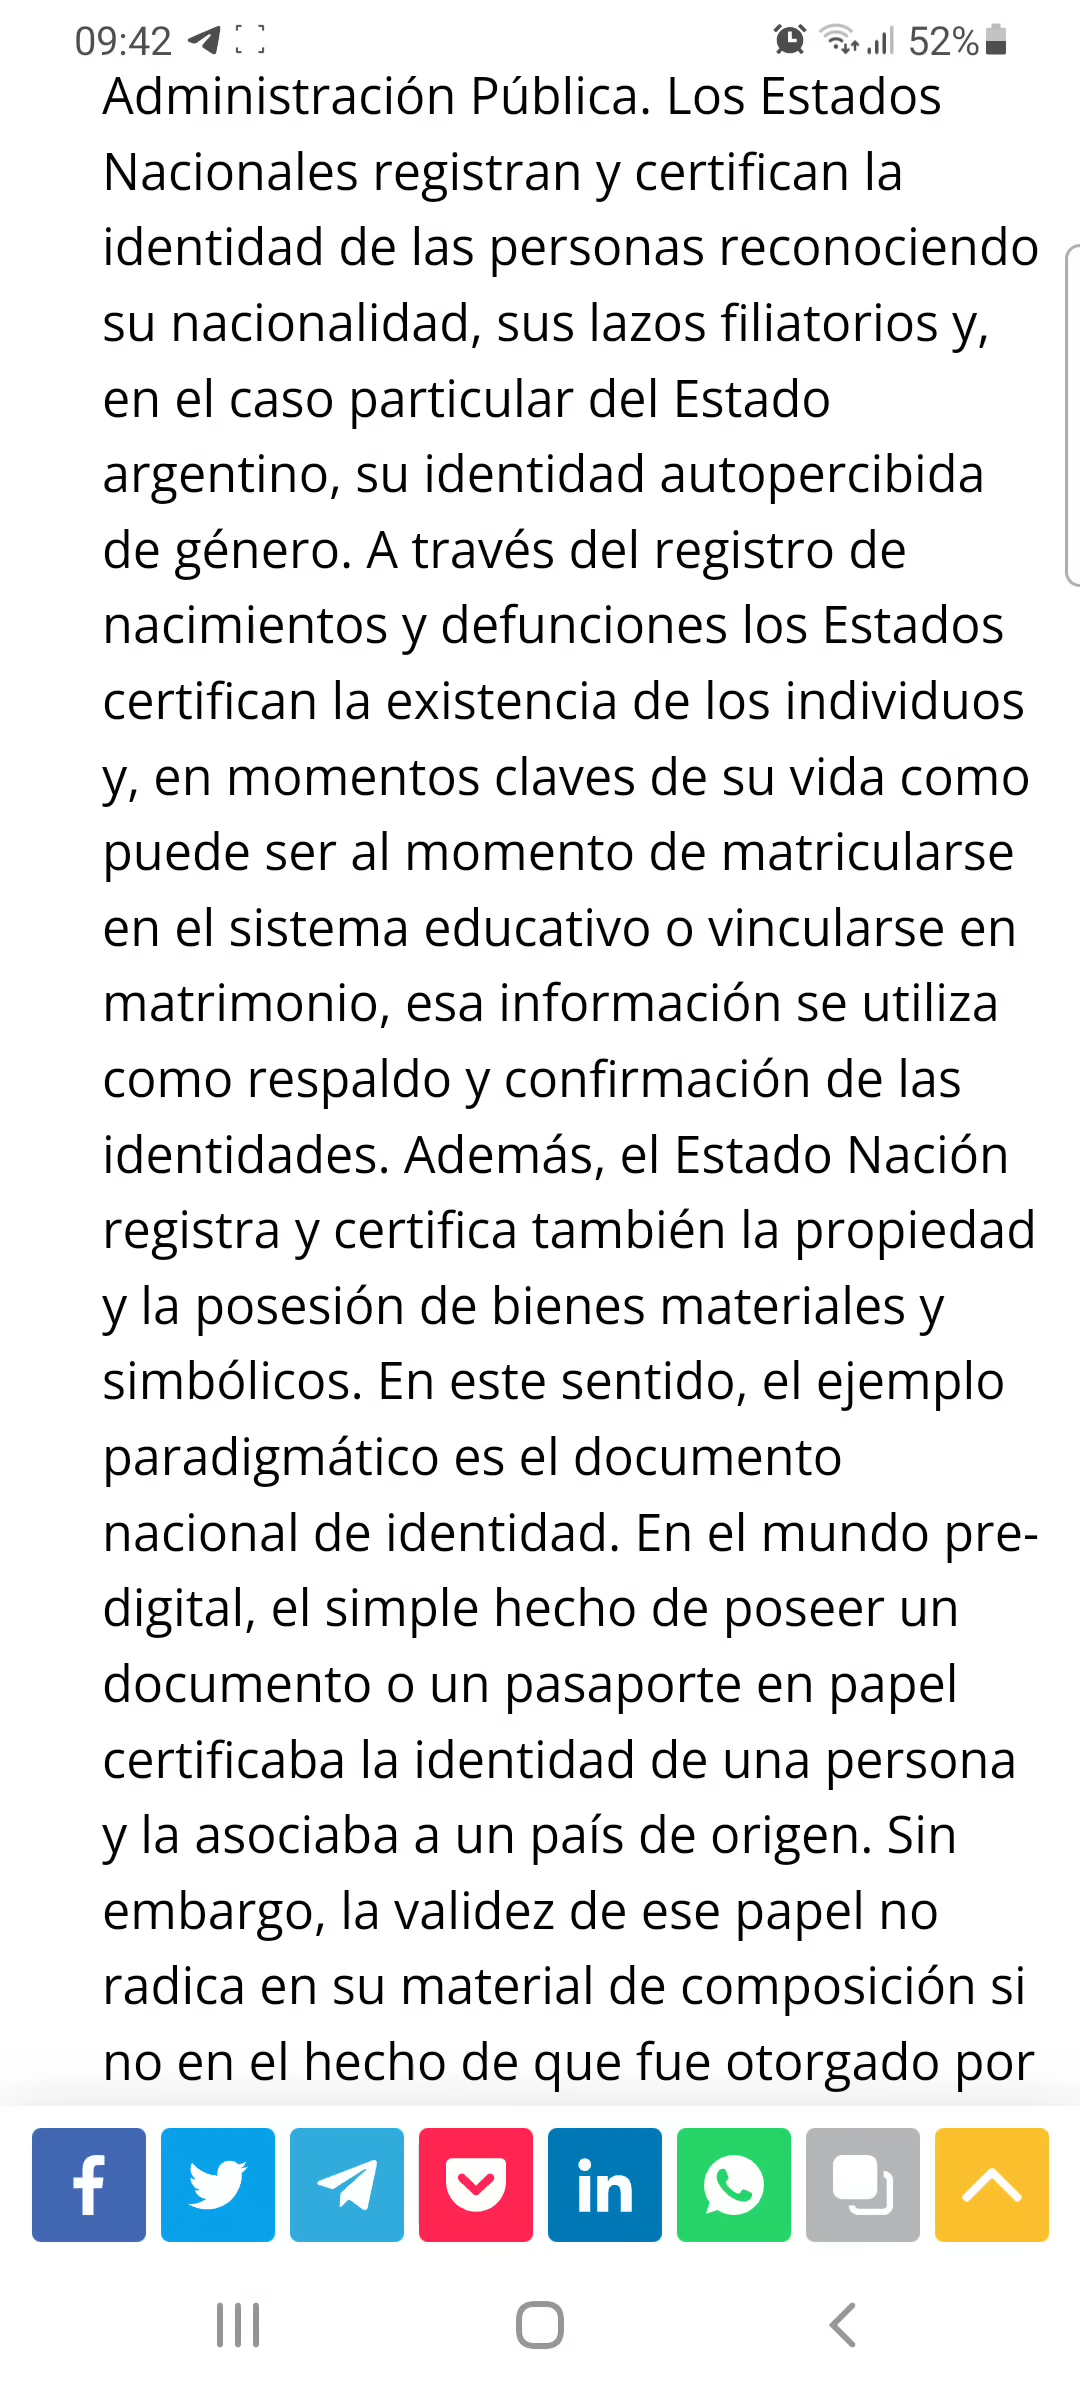 09:42
52%
Administración Pública. Los Estados
Nacionales registran y certifican la
identidad de las personas reconociendo
su nacionalidad, sus lazos filiatorios y,
en el caso particular del Estado
argentino, su identidad autopercibida
de género. A través del registro de
nacimientos y defunciones los Estados
certifican la existencia de los individuos
y, en momentos claves de su vida como
puede ser al momento de matricularse
en el sistema educativo o vincularse en
matrimonio, esa información se utiliza
como respaldo y confirmación de las
identidades. Además, el Estado Nación
registra y certifica también la propiedad
y la posesión de bienes materiales y
simbólicos. En este sentido, el ejemplo
paradigmático es el documento
nacional de identidad. En el mundo pre-
digital, el simple hecho de poseer un
documento o un pasaporte en papel
certificaba la identidad de una persona
y la asociaba a un país de origen. Sin
embargo, la validez de ese papel no
radica en su material de composición si
no en el hecho de que fue otorgado por